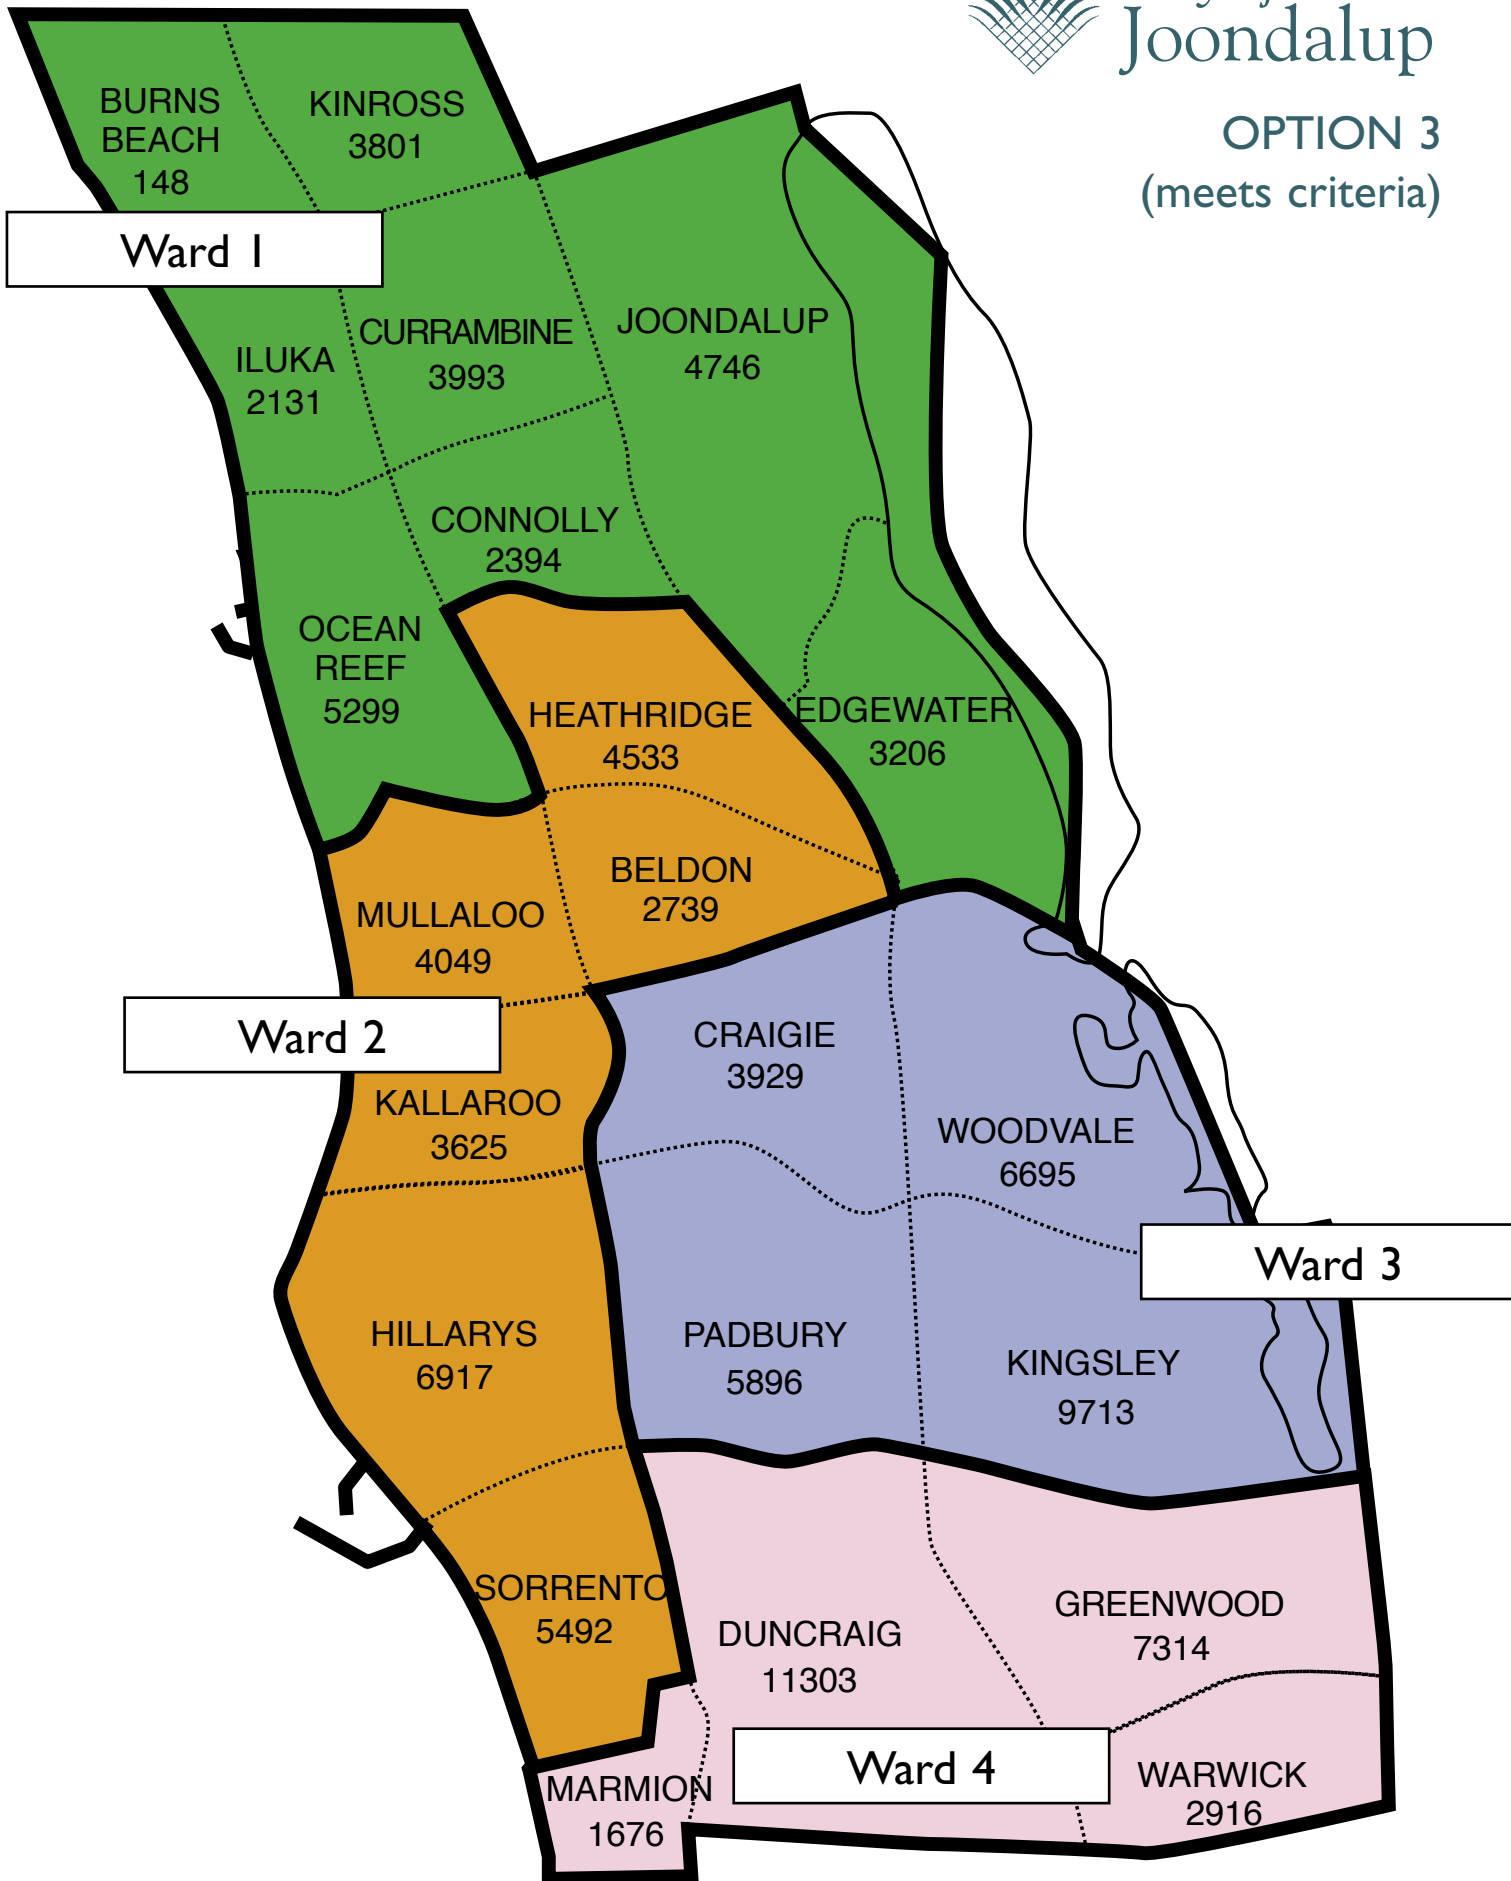 Joondalup
OPTION 3
(meets criteria)
BURNS
BEACH
148
KINROSS
3801
Ward 1
ILUKA
2131
CURRAMBINE
3993
JOONDALUP
4746
CONNOLLY
2394
OCEAN
REEF
5299
HEATHRIDGE
4533
EDGEWATER
3206
BELDON
2739
MULLALOO
4049
Ward 2
CRAIGIE
3929
KALLAROO
3625
WOODVALE
6695
Ward 3
HILLARYS
6917
PADBURY
5896
KINGSLEY
9713
SORRENTO
5492
DUNCRAIG
11303
GREENWOOD
7314
Ward 4
MARMION
1676
WARWICK
2916